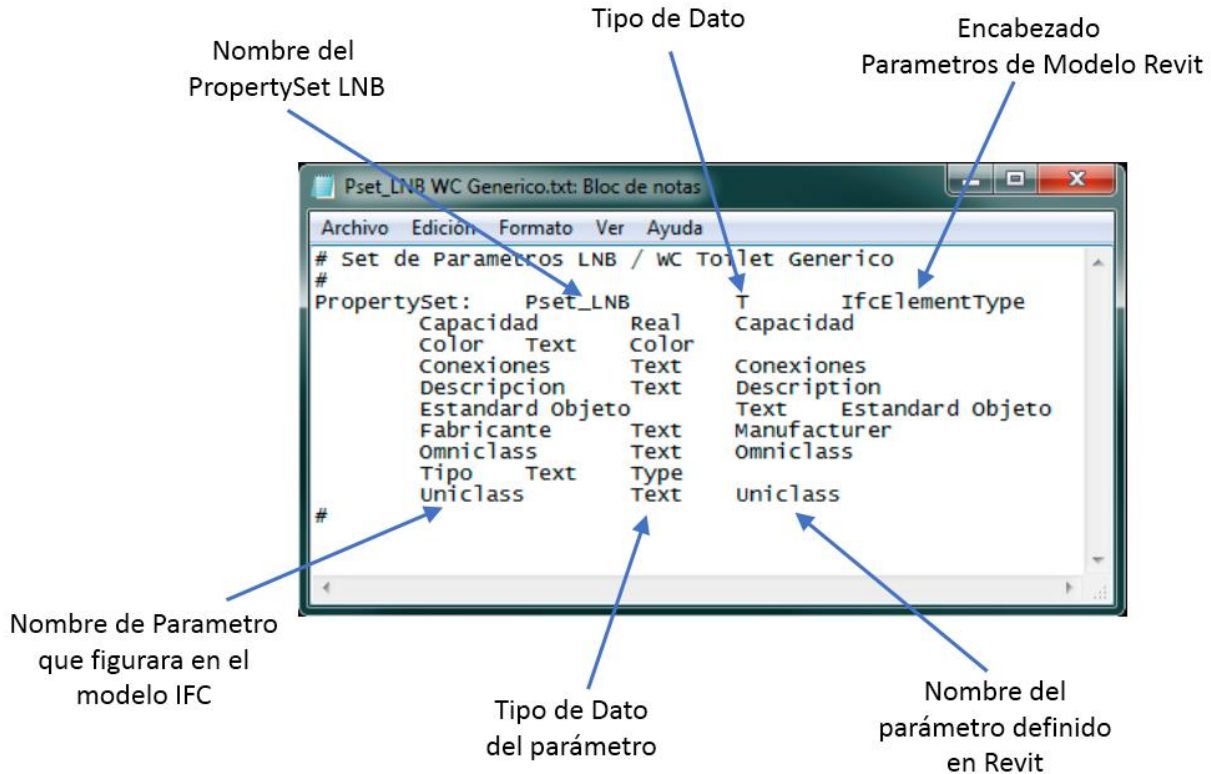 Nombre del
PropertySet LNB
Tipo de Dato
Encabezado
Parametros de Modelo Revit
Pset_LNB WC Generico.txt: Bloc de notas
Archivo Edición Formato Ver Ayuda
# Set de Parametros LNB / WC Toilet Generico
#
PropertySet: Pset_LNB T IfcElementType
Capacidad Real Capacidad
Color Text Color
Conexiones Text Conexiones
Descripcion Text Description
Estandard Objeto Text Estandard Objeto
Fabricante Text Manufacturer
Omniclass Text Omniclass
Tipo Text Type
Uniclass Text Uniclass
#
Nombre de Parametro
que figurara en el
modelo IFC
Tipo de Dato
del parámetro
Nombre del
parámetro definido
en Revit